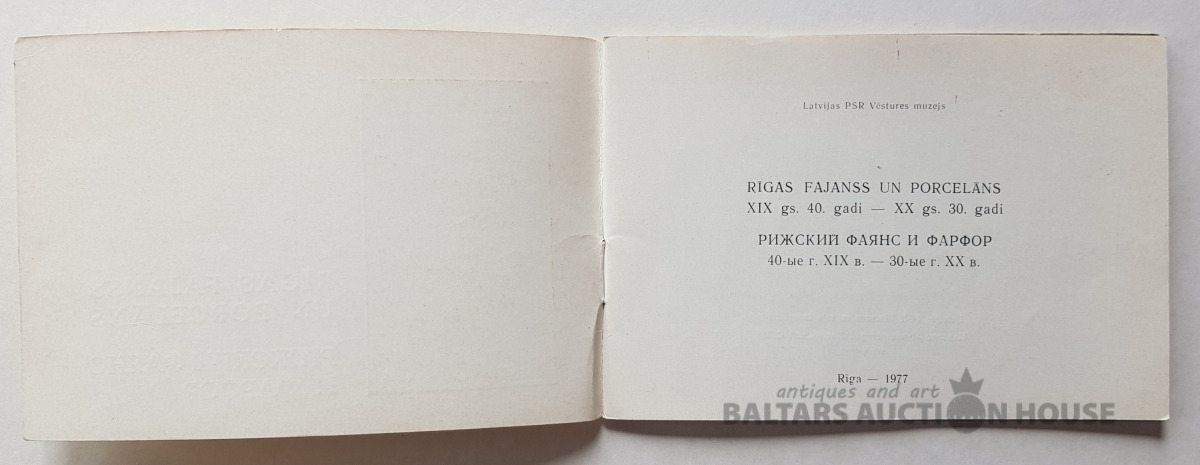 Latvijas PSR Vēstures muzejs
RĪGAS FAJANSS UN PORCELĀNS
XIX gs. 40. gadi — XX gs. 30. gadi
РИЖСКИЙ ФАЯНС И ФАРФОР
40-ые г. XIX в. — 30-ые г. XX в.
Rīga — 1977
antiques and art
BALTARS AUCTION HOUSE